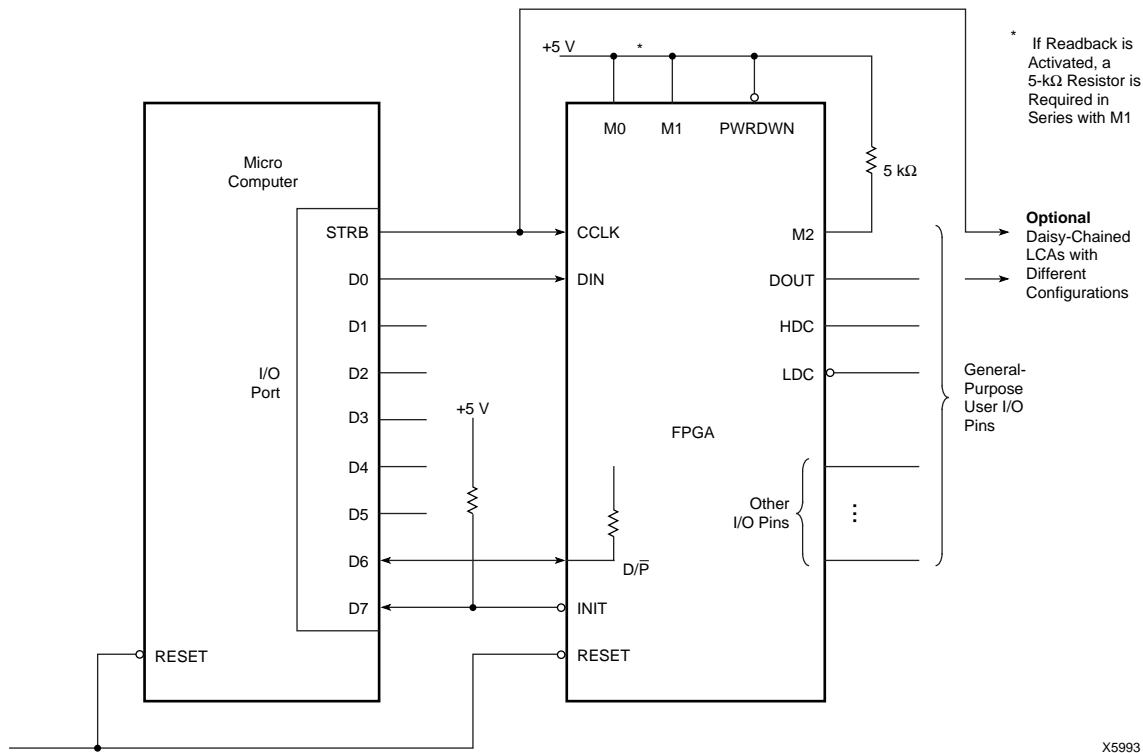 +5 V
*
*
If Readback is
Activated, a
5-kΩ Resistor is
Required in
Series with M1
M0
M1
PWRDWN
Micro
Computer
5 kΩ
STRB
CCLK
M2
Optional
Daisy-Chained
LCAs with
Different
Configurations
D0
DIN
DOUT
D1
HDC
I/O
Port
D2
LDC
General-
Purpose
User I/O
Pins
D3
+5 V
FPGA
D4
D5
Other
I/O Pins
...
D6
D/P̅
D7
INIT
RESET
RESET
X5993